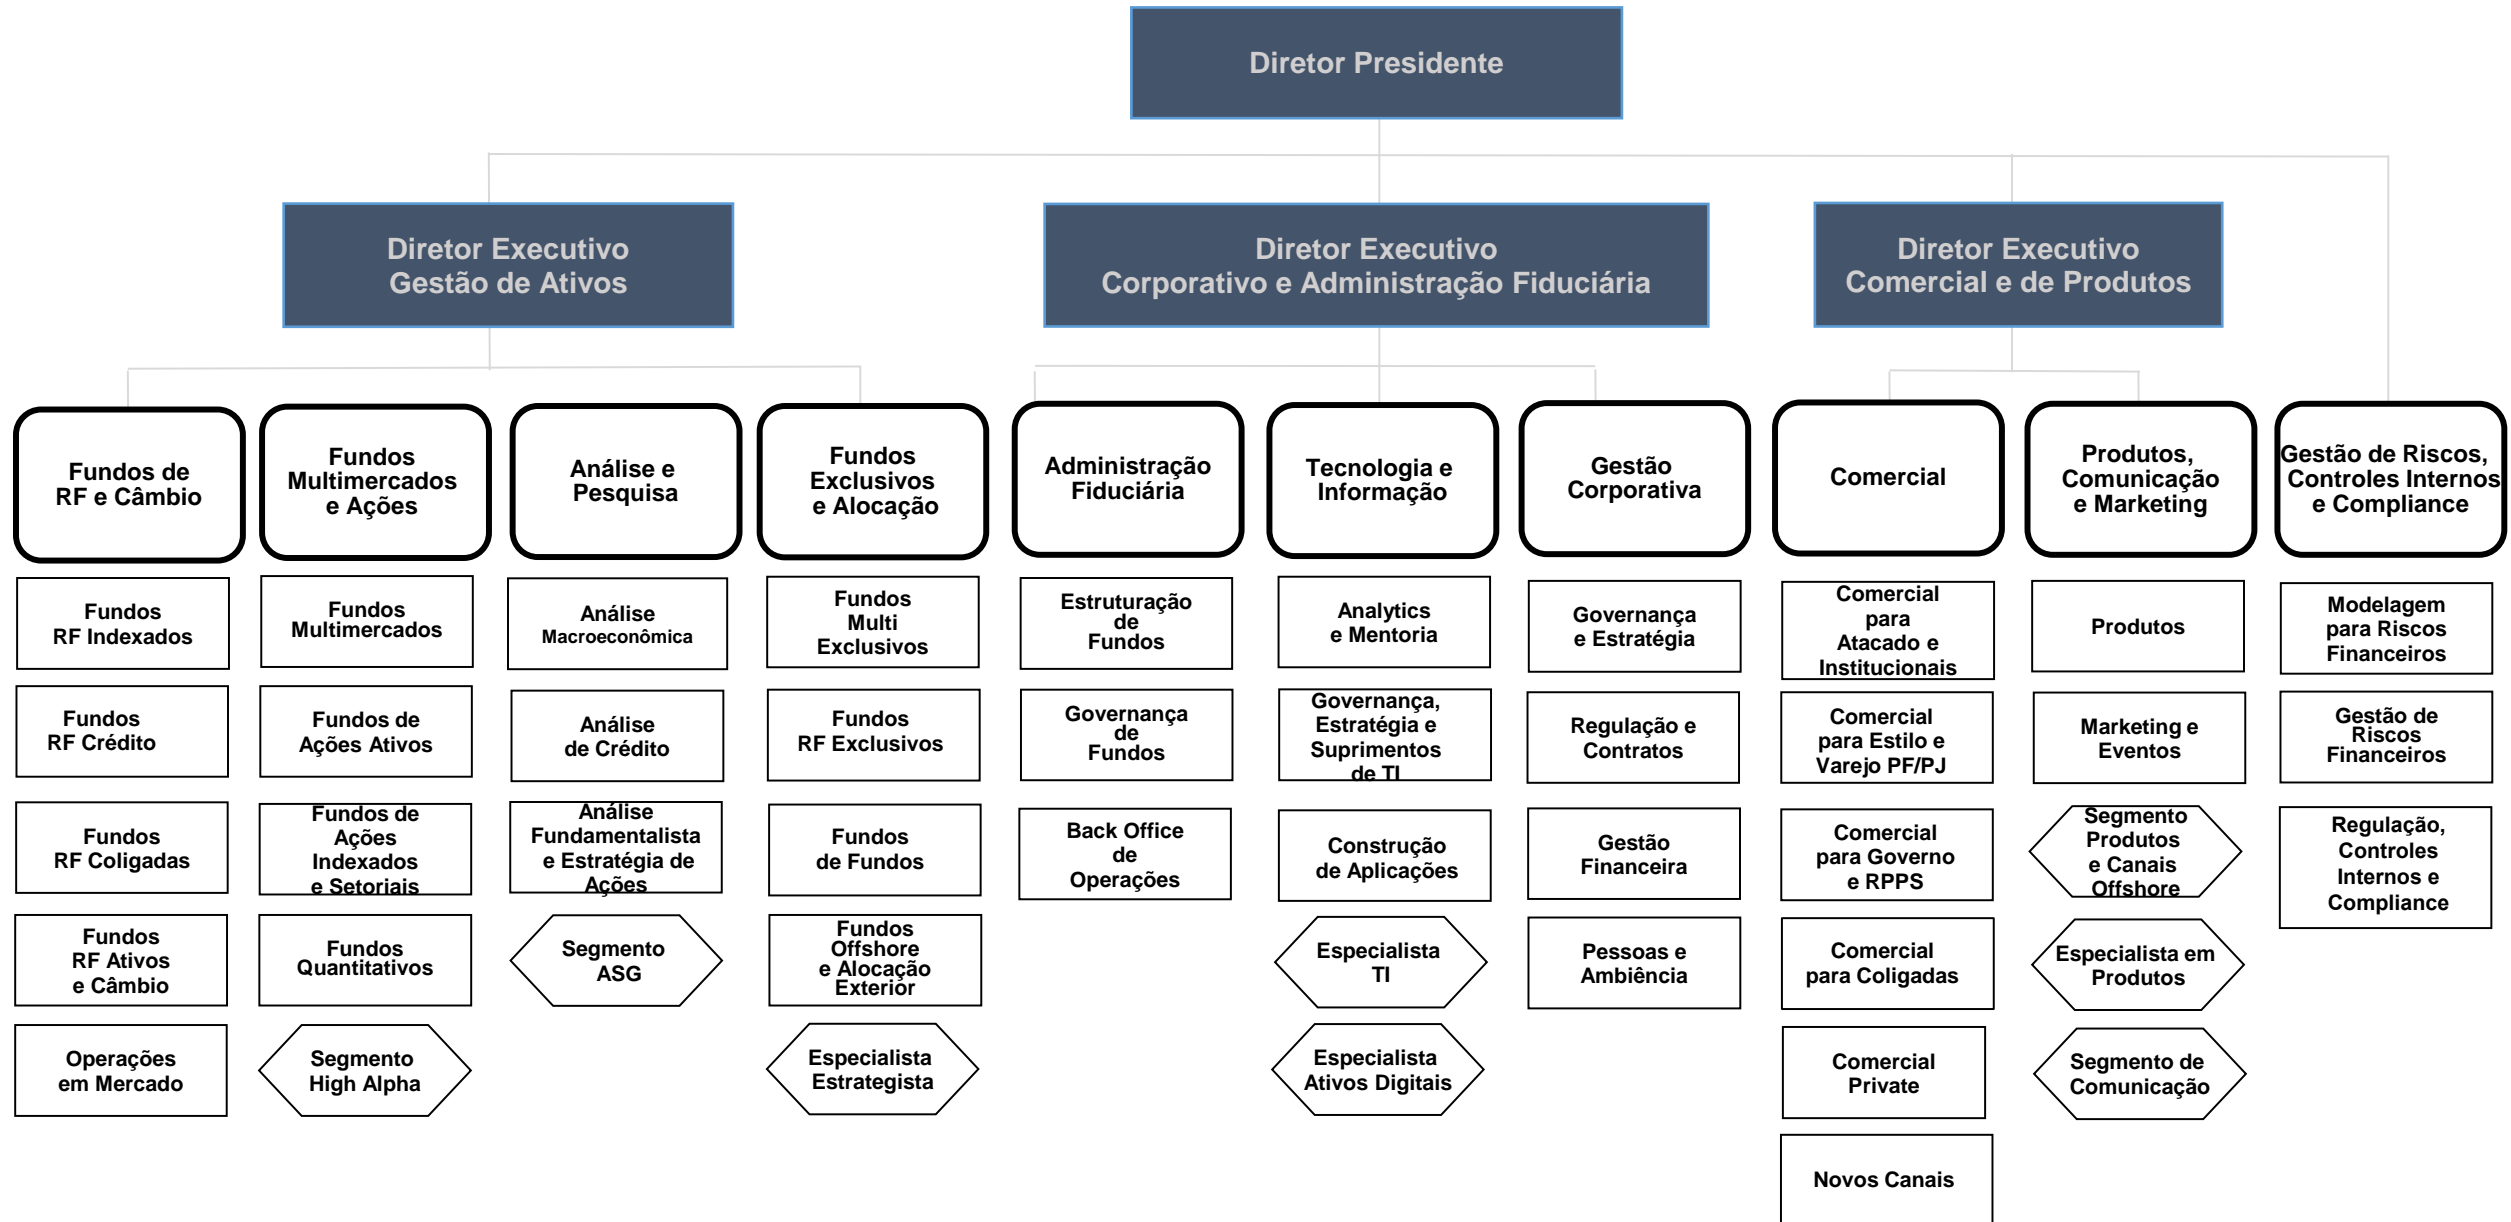 Diretor Presidente
Diretor Executivo
Gestão de Ativos
Diretor Executivo
Corporativo e Administração Fiduciária
Diretor Executivo
Comercial e de Produtos
Fundos de
RF e Câmbio
Fundos
Multimercados
e Ações
Análise e
Pesquisa
Fundos
Exclusivos
e Alocação
Administração
Fiduciária
Tecnologia e
Informação
Gestão
Corporativa
Comercial
Produtos,
Comunicação
e Marketing
Gestão de Riscos,
Controles Internos
e Compliance
Fundos
RF Indexados
Fundos
Multimercados
Análise
Macroeconômica
Fundos
Multi
Exclusivos
Estruturação
de
Fundos
Analytics
e Mentoria
Governança
e Estratégia
Comercial
para
Atacado e
Institucionais
Produtos
Modelagem
para Riscos
Financeiros
Fundos
RF Crédito
Fundos de
Ações Ativos
Análise
de Crédito
Fundos
RF Exclusivos
Governança
de
Fundos
Governança,
Estratégia e
Suprimentos
de TI
Regulação e
Contratos
Comercial
para Estilo e
Varejo PF/PJ
Marketing e
Eventos
Gestão de
Riscos
Financeiros
Fundos
RF Coligadas
Fundos de
Ações
Indexados
e Setoriais
Análise
Fundamentalista
e Estratégia de
Ações
Fundos
de Fundos
Back Office
de
Operações
Construção
de Aplicações
Gestão
Financeira
Comercial
para Governo
e RPPS
Segmento
Produtos
e Canais
Offshore
Regulação,
Controles
Internos e
Compliance
Fundos
RF Ativos
e Câmbio
Fundos
Quantitativos
Segmento
ASG
Fundos
Offshore
e Alocação
Exterior
Especialista
TI
Pessoas e
Ambiência
Comercial
para Coligadas
Especialista em
Produtos
Operações
em Mercado
Segmento
High Alpha
Especialista
Estrategista
Especialista
Ativos Digitais
Comercial
Private
Segmento de
Comunicação
Novos Canais